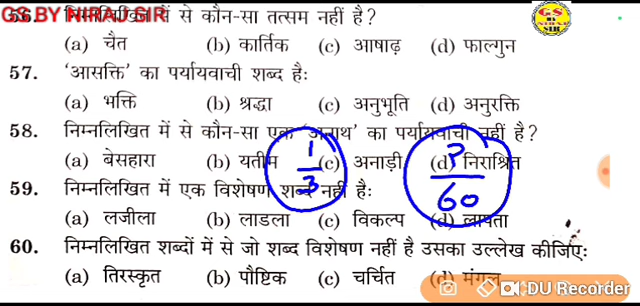 GS BY NIRAJ SIR
56. निम्नलिखित में से कौन-सा तत्सम नहीं है?
(a) चैत (b) कार्तिक (c) आषाढ़ (d) फाल्गुन
57. ‘आसक्ति’ का पर्यायवाची शब्द हैः
(a) भक्ति (b) श्रद्धा (c) अनुभूति (d) अनुरक्ति
58. निम्नलिखित में से कौन-सा एक ‘अनाथ’ का पर्यायवाची नहीं है?
(a) बेसहारा (b) यतीम (c) अनाड़ी (d) निराश्रित
1/3 ?/60
59. निम्नलिखित में एक विशेषण शब्द नहीं हैः
(a) लजीला (b) लाडला (c) विकल्प (d) लापता
60. निम्नलिखित शब्दों में से जो शब्द विशेषण नहीं है उसका उल्लेख कीजिएः
(a) तिरस्कृत (b) पौष्टिक (c) चर्चित (d) मंगल
DU Recorder